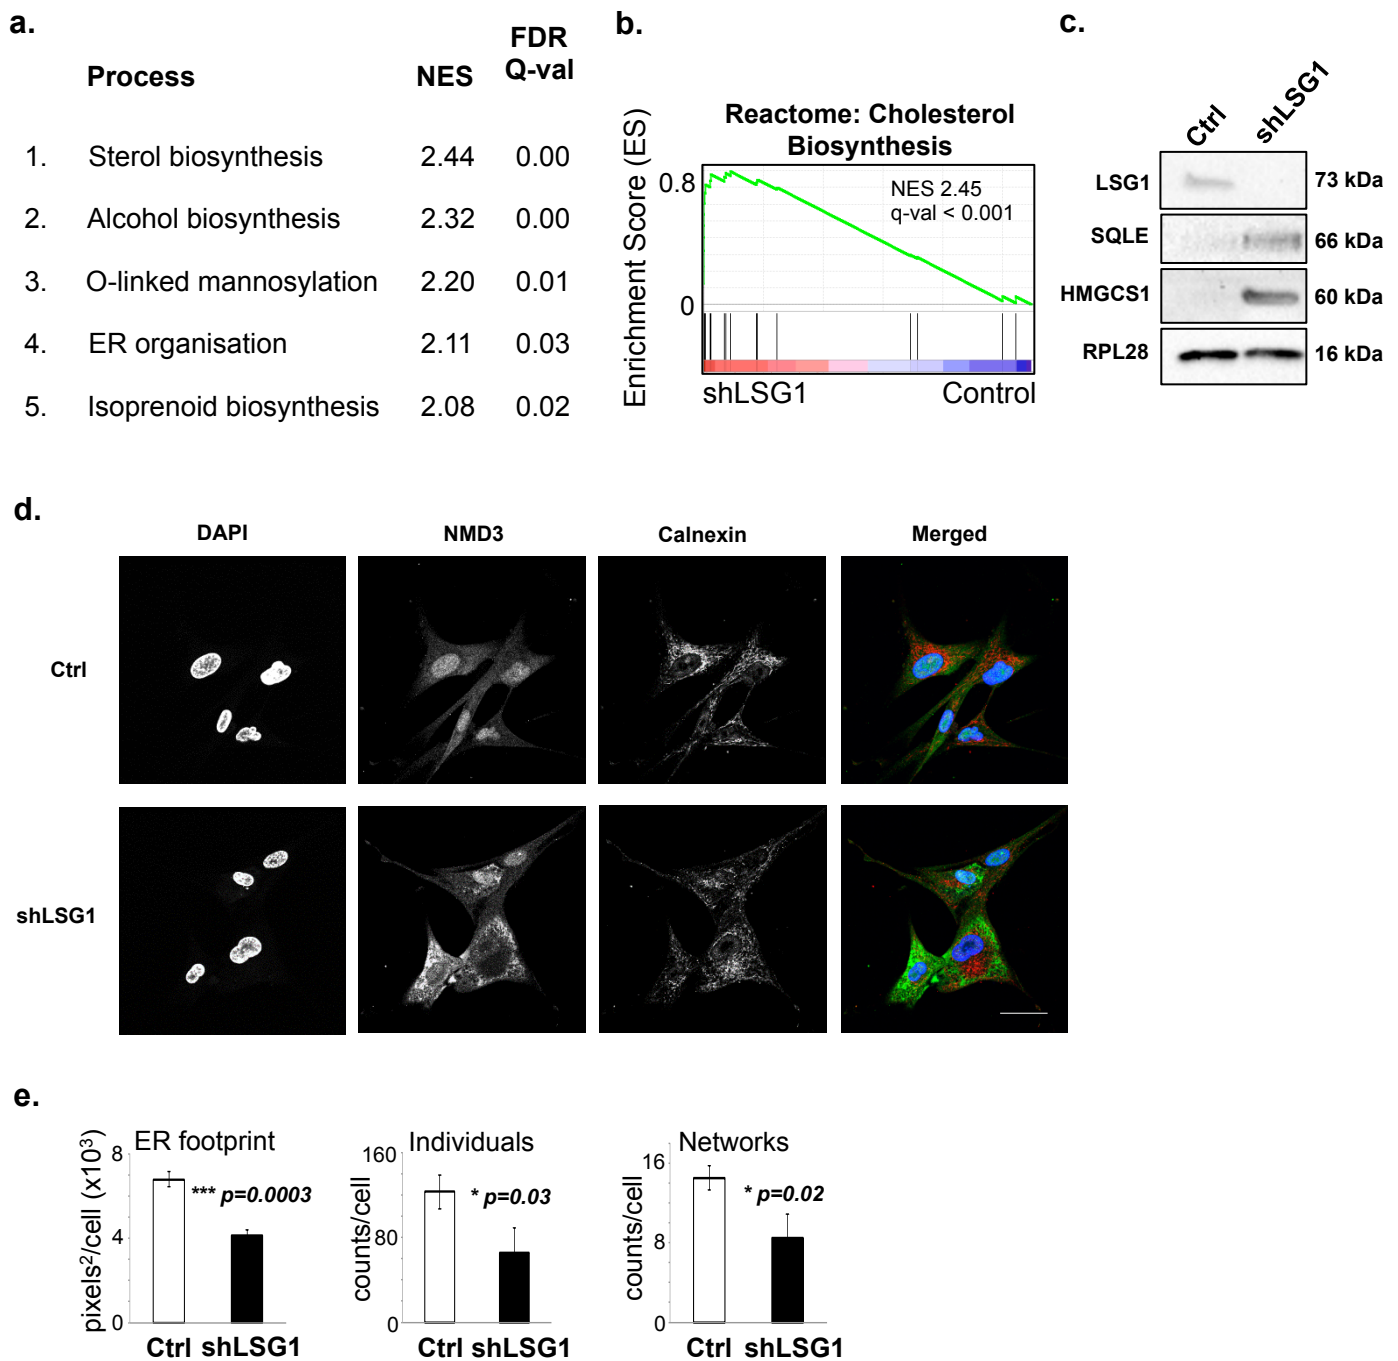 a.
Process NES FDR Q-val
1. Sterol biosynthesis 2.44 0.00
2. Alcohol biosynthesis 2.32 0.00
3. O-linked mannosylation 2.20 0.01
4. ER organisation 2.11 0.03
5. Isoprenoid biosynthesis 2.08 0.02
b.
Reactome: Cholesterol
Biosynthesis
Enrichment Score (ES)
0.8
0
NES 2.45
q-val < 0.001
shLSG1 Control
c.
Ctrl shLSG1
LSG1 73 kDa
SQLE 66 kDa
HMGCS1 60 kDa
RPL28 16 kDa
d.
DAPI NMD3 Calnexin Merged
Ctrl
shLSG1
e.
ER footprint
pixels²/cell (x10³)
8
4
0
*** p=0.0003
Ctrl shLSG1
Individuals
counts/cell
160
80
0
* p=0.03
Ctrl shLSG1
Networks
counts/cell
16
8
0
* p=0.02
Ctrl shLSG1